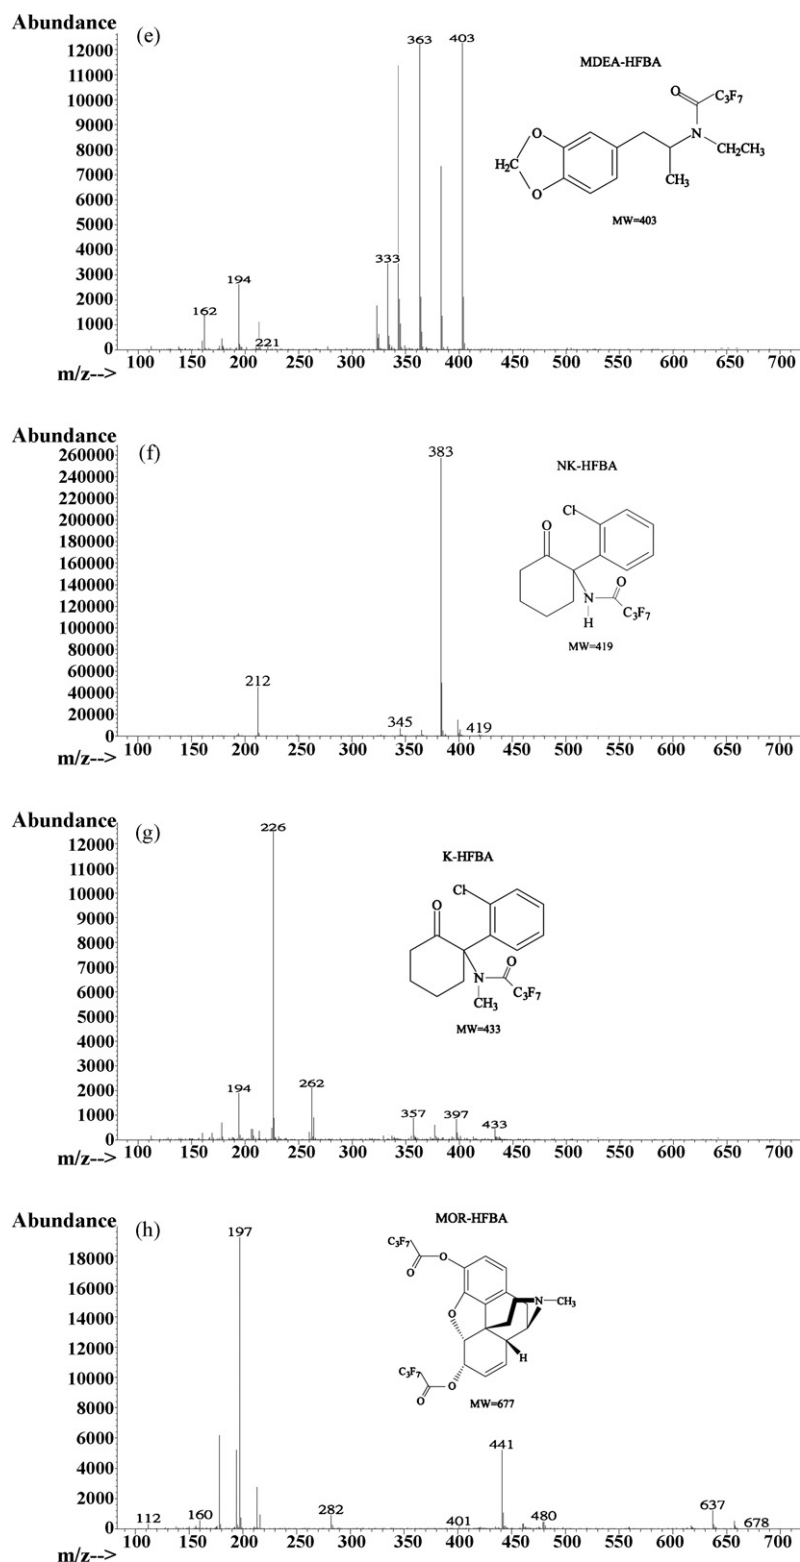 Abundance
(e)
12000
11000
10000
9000
8000
7000
6000
5000
4000
3000
2000
1000
0
363 403
333
194
162
221
MDEA-HFBA
O
C3F7
N
CH2CH3
CH3
O
H2C
O
MW=403
100 150 200 250 300 350 400 450 500 550 600 650 700
m/z-->
Abundance
(f)
260000
240000
220000
200000
180000
160000
140000
120000
100000
80000
60000
40000
20000
0
383
212
345
419
NK-HFBA
Cl
O
O
N
C3F7
H
MW=419
100 150 200 250 300 350 400 450 500 550 600 650 700
m/z-->
Abundance
(g)
12000
11000
10000
9000
8000
7000
6000
5000
4000
3000
2000
1000
0
226
194
262
357
397
433
K-HFBA
Cl
O
O
N
C3F7
CH3
MW=433
100 150 200 250 300 350 400 450 500 550 600 650 700
m/z-->
Abundance
(h)
18000
16000
14000
12000
10000
8000
6000
4000
2000
0
197
112
160
282
401
441
480
637
678
MOR-HFBA
C3F7
O
O
N
CH3
O
H
C3F7
O
O
MW=677
100 150 200 250 300 350 400 450 500 550 600 650 700
m/z-->